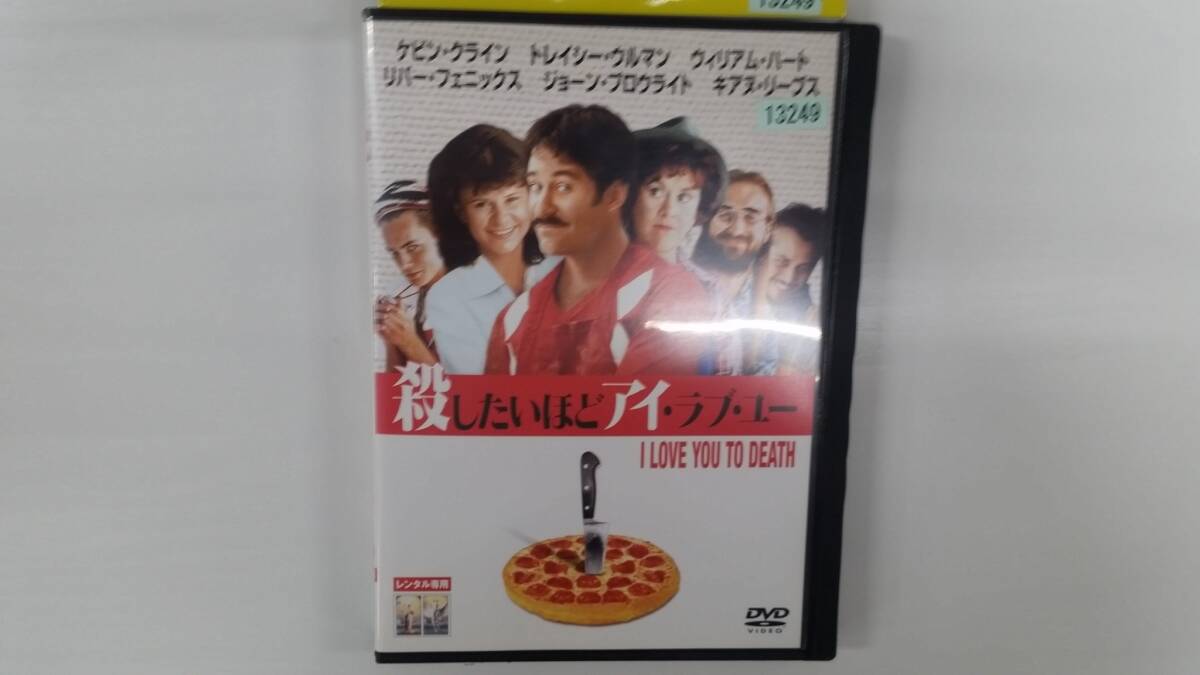 13249
ケビン・クライン トレイシー・ウルマン ウィリアム・ハート
リバー・フェニックス ジョーン・プロウライト キアヌ・リーブス
13249
殺したいほどアイ・ラブ・ユー
I LOVE YOU TO DEATH
レンタル専用
DVD
VIDEO